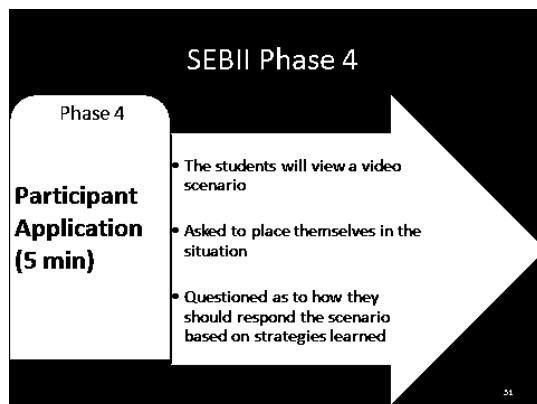 SEBII Phase 4
Phase 4
Participant
Application
(5 min)
• The students will view a video
scenario
• Asked to place themselves in the
situation
• Questioned as to how they
should respond the scenario
based on strategies learned
31